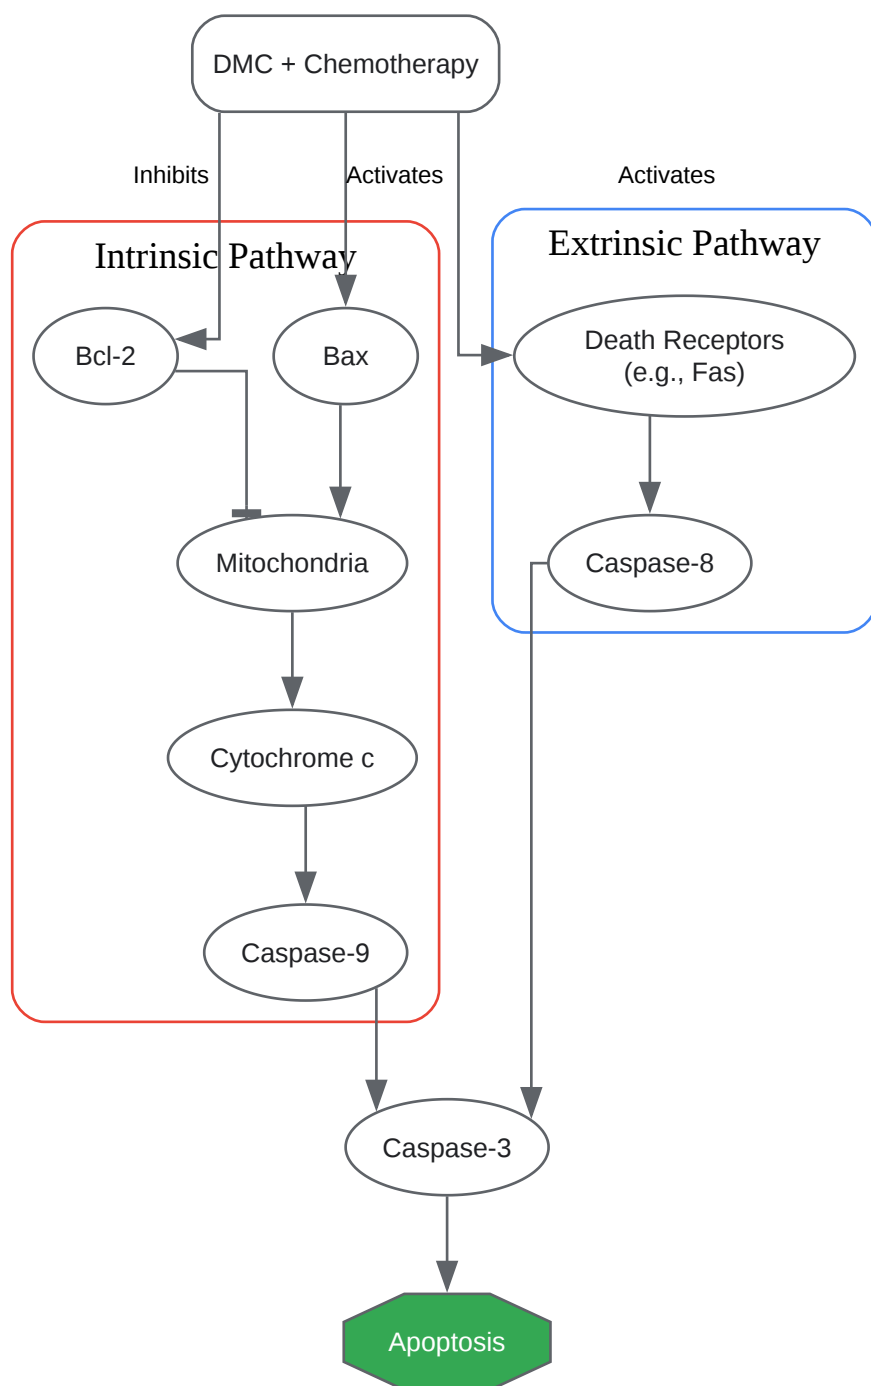 DMC + Chemotherapy
Inhibits
Activates
Activates
Intrinsic Pathway
Extrinsic Pathway
Bcl-2
Bax
Death Receptors
(e.g., Fas)
Mitochondria
Caspase-8
Cytochrome c
Caspase-9
Caspase-3
Apoptosis